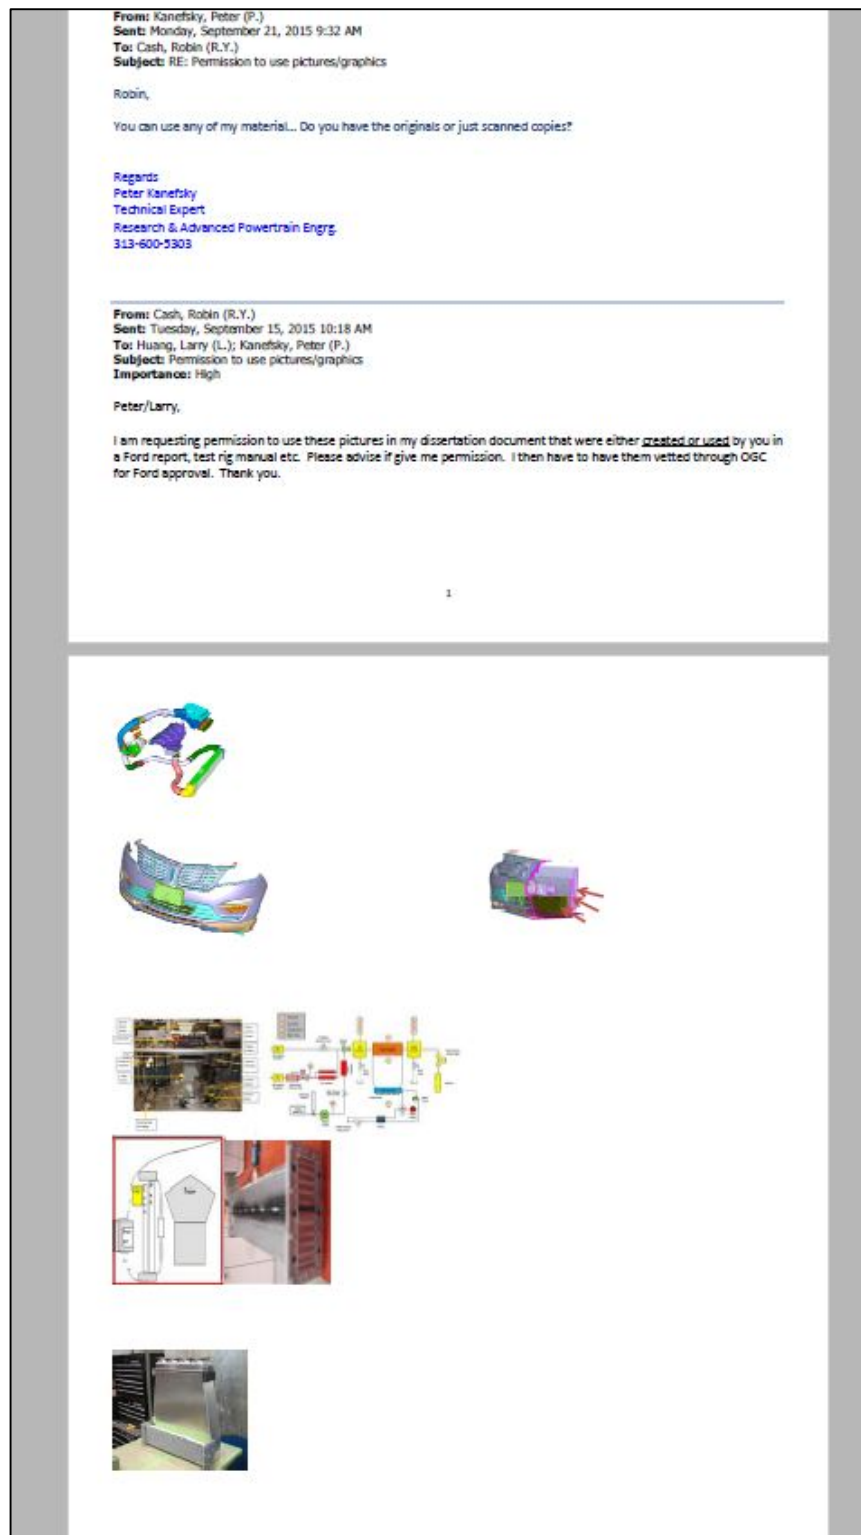 From: Kanefsky, Peter (P.)
Sent: Monday, September 21, 2015 9:32 AM
To: Cash, Robin (R.Y.)
Subject: RE: Permission to use pictures/graphics
Robin,
You can use any of my material... Do you have the originals or just scanned copies?
Regards
Peter Kanefsky
Technical Expert
Research & Advanced Powertrain Engrg.
313-600-5303
From: Cash, Robin (R.Y.)
Sent: Tuesday, September 15, 2015 10:18 AM
To: Huang, Larry (L.); Kanefsky, Peter (P.)
Subject: Permission to use pictures/graphics
Importance: High
Peter/Larry,
I am requesting permission to use these pictures in my dissertation document that were either created or used by you in
a Ford report, test rig manual etc. Please advise if give me permission. I then have to have them vetted through OGC
for Ford approval. Thank you.
1